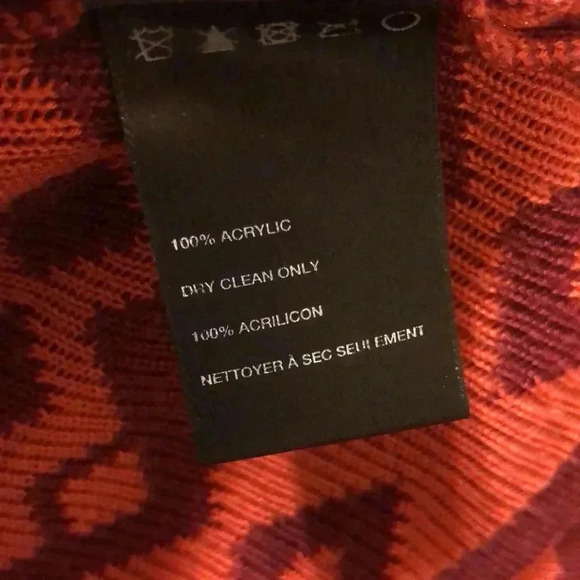 100% ACRYLIC
DRY CLEAN ONLY
100% ACRILICON
NETTOYER À SEC SEULEMENT